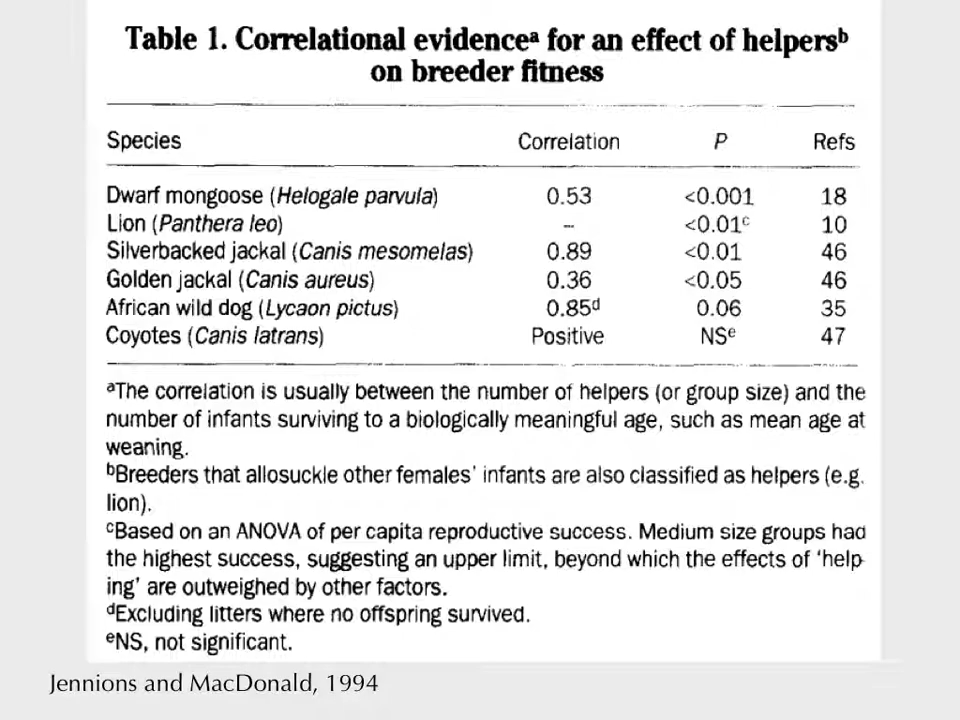 Table 1. Correlational evidenceᵃ for an effect of helpersᵇ
on breeder fitness
Species Correlation P Refs
Dwarf mongoose (Helogale parvula) 0.53 <0.001 18
Lion (Panthera leo) – <0.01ᶜ 10
Silverbacked jackal (Canis mesomelas) 0.89 <0.01 46
Golden jackal (Canis aureus) 0.36 <0.05 46
African wild dog (Lycaon pictus) 0.85ᵈ 0.06 35
Coyotes (Canis latrans) Positive NSᵉ 47
ᵃThe correlation is usually between the number of helpers (or group size) and the
number of infants surviving to a biologically meaningful age, such as mean age at
weaning.
ᵇBreeders that allosuckle other females' infants are also classified as helpers (e.g.
lion).
ᶜBased on an ANOVA of per capita reproductive success. Medium size groups had
the highest success, suggesting an upper limit, beyond which the effects of 'help-
ing' are outweighed by other factors.
ᵈExcluding litters where no offspring survived.
ᵉNS, not significant.
Jennions and MacDonald, 1994